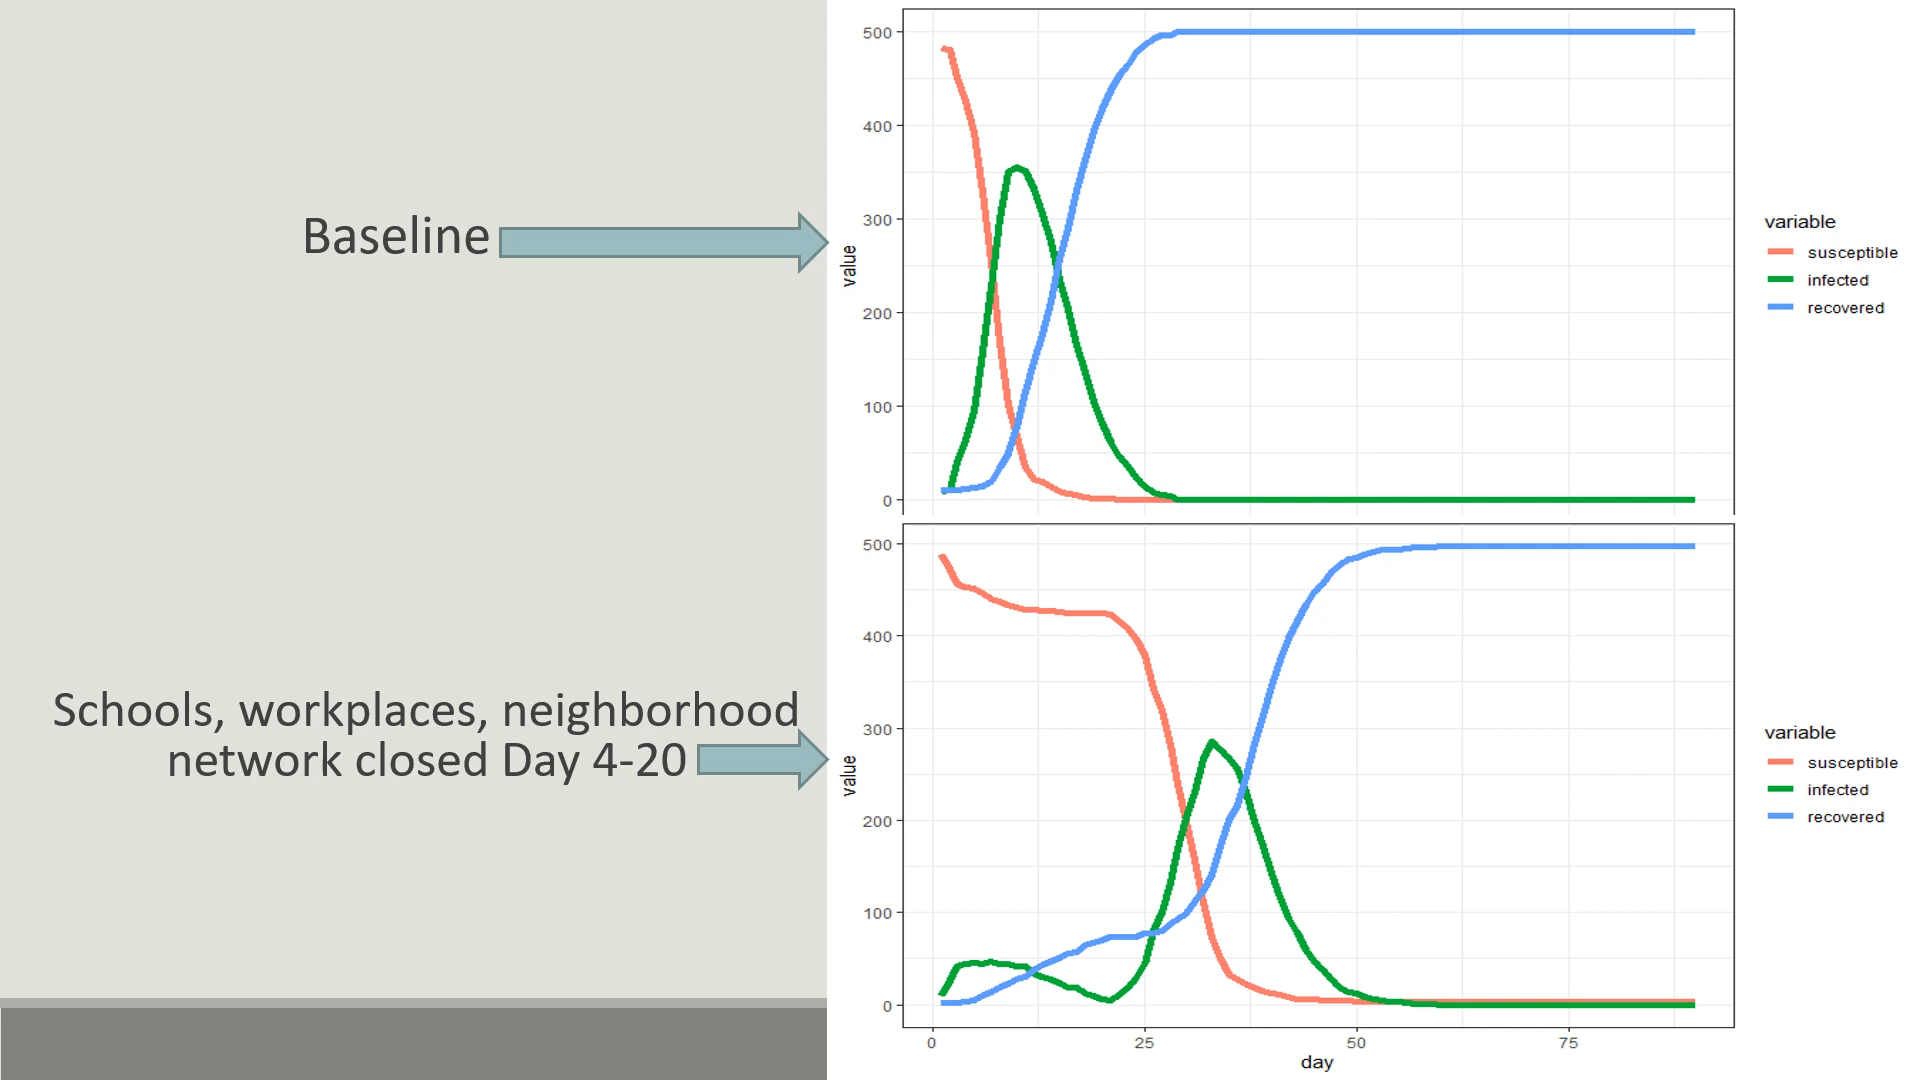 Baseline
500
400
300
200
100
0
value
variable
susceptible
infected
recovered
Schools, workplaces, neighborhood
network closed Day 4-20
500
400
300
200
100
0
value
0 25 50 75
day
variable
susceptible
infected
recovered